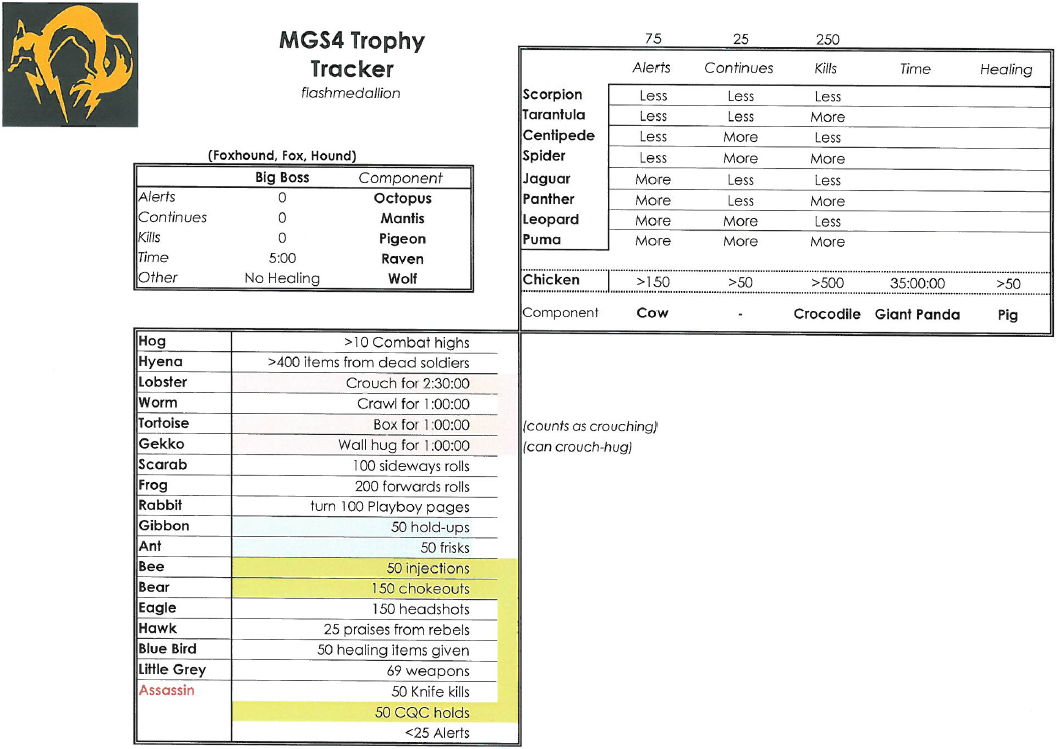 MGS4 Trophy
Tracker
flashmedallion
(Foxhound, Fox, Hound)
Big Boss Component
Alerts 0 Octopus
Continues 0 Mantis
Kills 0 Pigeon
Time 5:00 Raven
Other No Healing Wolf
75 25 250
Alerts Continues Kills Time Healing
Scorpion Less Less Less
Tarantula Less Less More
Centipede Less More Less
Spider Less More More
Jaguar More Less Less
Panther More Less More
Leopard More More Less
Puma More More More
Chicken >150 >50 >500 35:00:00 >50
Component Cow - Crocodile Giant Panda Pig
Hog >10 Combat highs
Hyena >400 items from dead soldiers
Lobster Crouch for 2:30:00
Worm Crawl for 1:00:00
Tortoise Box for 1:00:00 (counts as crouching)
Gekko Wall hug for 1:00:00 (can crouch-hug)
Scarab 100 sideways rolls
Frog 200 forwards rolls
Rabbit turn 100 Playboy pages
Gibbon 50 hold-ups
Ant 50 frisks
Bee 50 injections
Bear 150 chokeouts
Eagle 150 headshots
Hawk 25 praises from rebels
Blue Bird 50 healing items given
Little Grey 69 weapons
Assassin 50 Knife kills
50 CQC holds
<25 Alerts